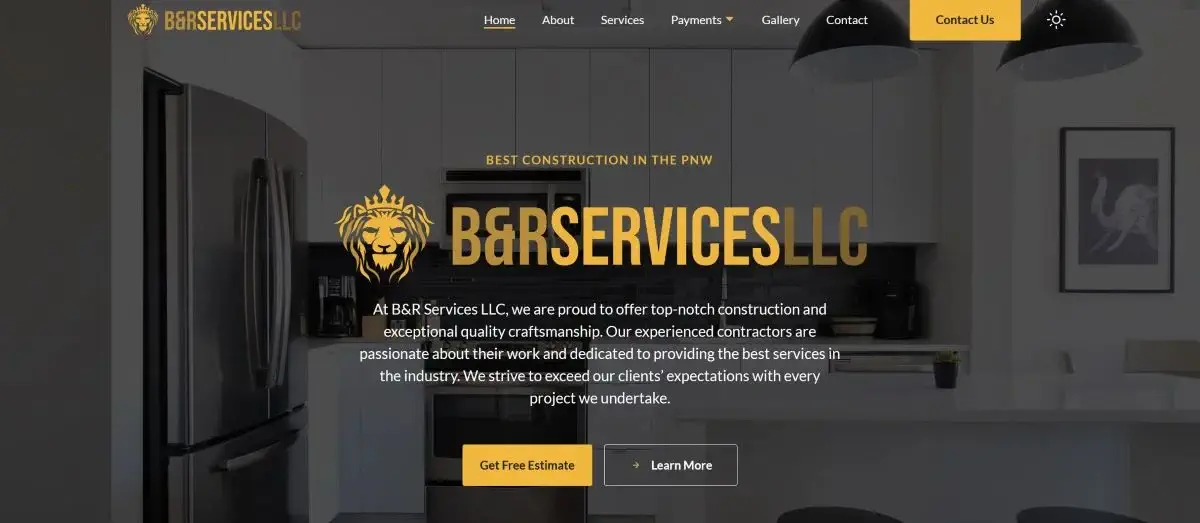 B&RSERVICESLLC
Home About Services Payments Gallery Contact Contact Us
BEST CONSTRUCTION IN THE PNW
B&RSERVICESLLC
At B&R Services LLC, we are proud to offer top-notch construction and
exceptional quality craftsmanship. Our experienced contractors are
passionate about their work and dedicated to providing the best services in
the industry. We strive to exceed our clients’ expectations with every
project we undertake.
Get Free Estimate Learn More